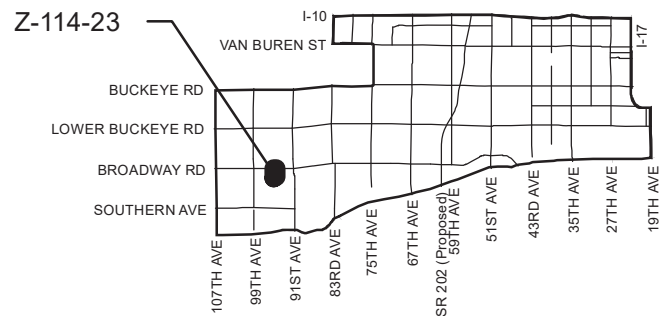 Z-114-23
I-10
I-17
VAN BUREN ST
BUCKEYE RD
LOWER BUCKEYE RD
BROADWAY RD
SOUTHERN AVE
107TH AVE
99TH AVE
91ST AVE
83RD AVE
75TH AVE
67TH AVE
SR 202 (Proposed)
59TH AVE
51ST AVE
43RD AVE
35TH AVE
27TH AVE
19TH AVE